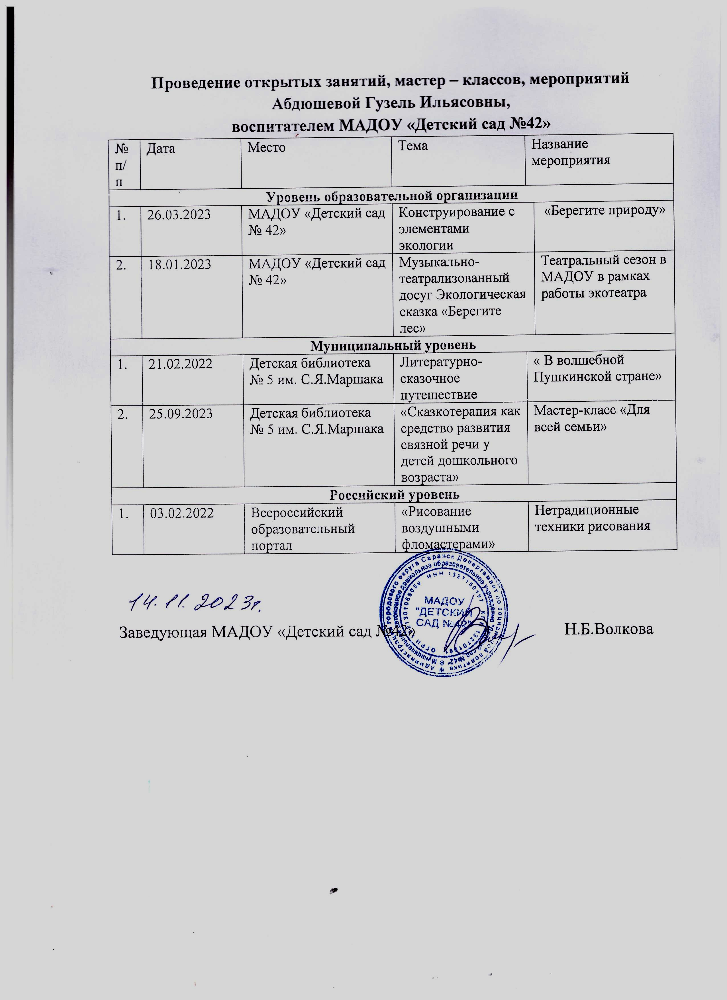 Проведение открытых занятий, мастер – классов, мероприятий
Абдюшевой Гузель Ильясовны,
воспитателем МАДОУ «Детский сад №42»
№ п/п Дата Место Тема Название мероприятия
Уровень образовательной организации
1. 26.03.2023 МАДОУ «Детский сад Конструирование с «Берегите природу»
№ 42» элементами
экологии
2. 18.01.2023 МАДОУ «Детский сад Музыкально- Театральный сезон в
№ 42» театрализованный МАДОУ в рамках
досуг Экологическая работы экотеатра
сказка «Берегите
лес»
Муниципальный уровень
1. 21.02.2022 Детская библиотека Литературно- « В волшебной
№ 5 им. С.Я.Маршака сказочное Пушкинской стране»
путешествие
2. 25.09.2023 Детская библиотека «Сказкотерапия как Мастер-класс «Для
№ 5 им. С.Я.Маршака средство развития всей семьи»
связной речи у
детей дошкольного
возраста»
Российский уровень
1. 03.02.2022 Всероссийский «Рисование Нетрадиционные
образовательный воздушными техники рисования
портал фломастерами»
14.11.2023г.
Заведующая МАДОУ «Детский сад №42» Н.Б.Волкова
МАДОУ
"ДЕТСКИЙ
САД №42"
Администрация городского округа Саранск Департамент по социальной политике
Муниципальное автономное дошкольное образовательное учреждение "Детский сад №42"